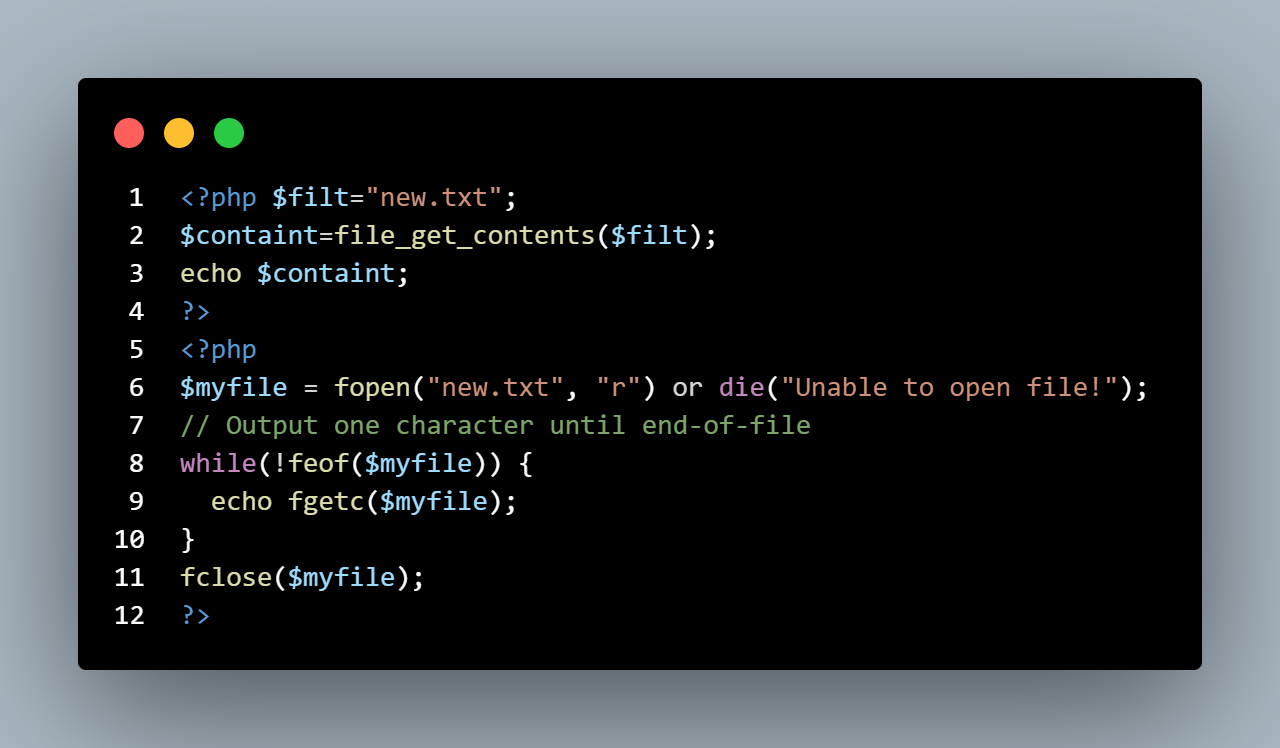 1 <?php $filt="new.txt";
2 $containt=file_get_contents($filt);
3 echo $containt;
4 ?>
5 <?php
6 $myfile = fopen("new.txt", "r") or die("Unable to open file!");
7 // Output one character until end-of-file
8 while(!feof($myfile)) {
9   echo fgetc($myfile);
10 }
11 fclose($myfile);
12 ?>